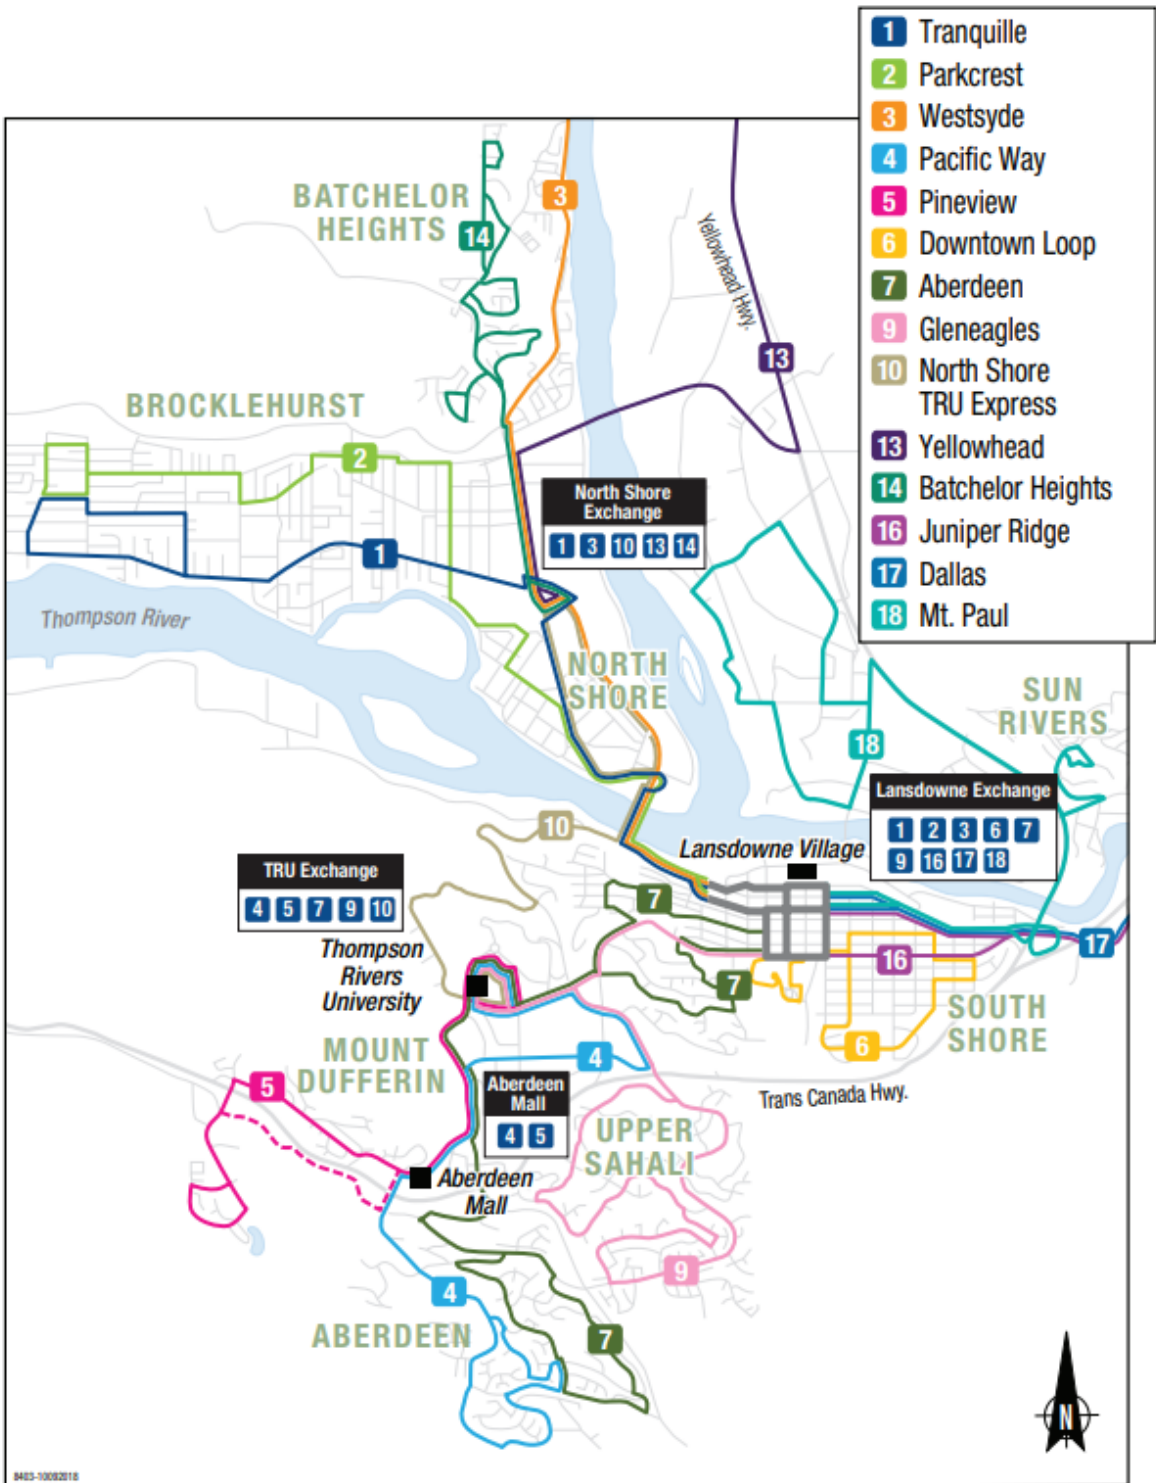 1 Tranquille
2 Parkcrest
3 Westsyde
4 Pacific Way
5 Pineview
6 Downtown Loop
7 Aberdeen
9 Gleneagles
10 North Shore
TRU Express
13 Yellowhead
14 Batchelor Heights
16 Juniper Ridge
17 Dallas
18 Mt. Paul
BATCHELOR
HEIGHTS
14
3
Yellowhead Hwy.
13
BROCKLEHURST
2
1
North Shore
Exchange
1 3 10 13 14
Thompson River
NORTH
SHORE
SUN
RIVERS
18
Lansdowne Exchange
1 2 3 6 7
9 16 17 18
10
Lansdowne Village
TRU Exchange
4 5 7 9 10
7
Thompson
Rivers
University
16
17
7
SOUTH
SHORE
6
MOUNT
DUFFERIN
4
5
Aberdeen
Mall
4 5
Trans Canada Hwy.
UPPER
SAHALI
Aberdeen
Mall
9
4
ABERDEEN
7
N
8403-10092018